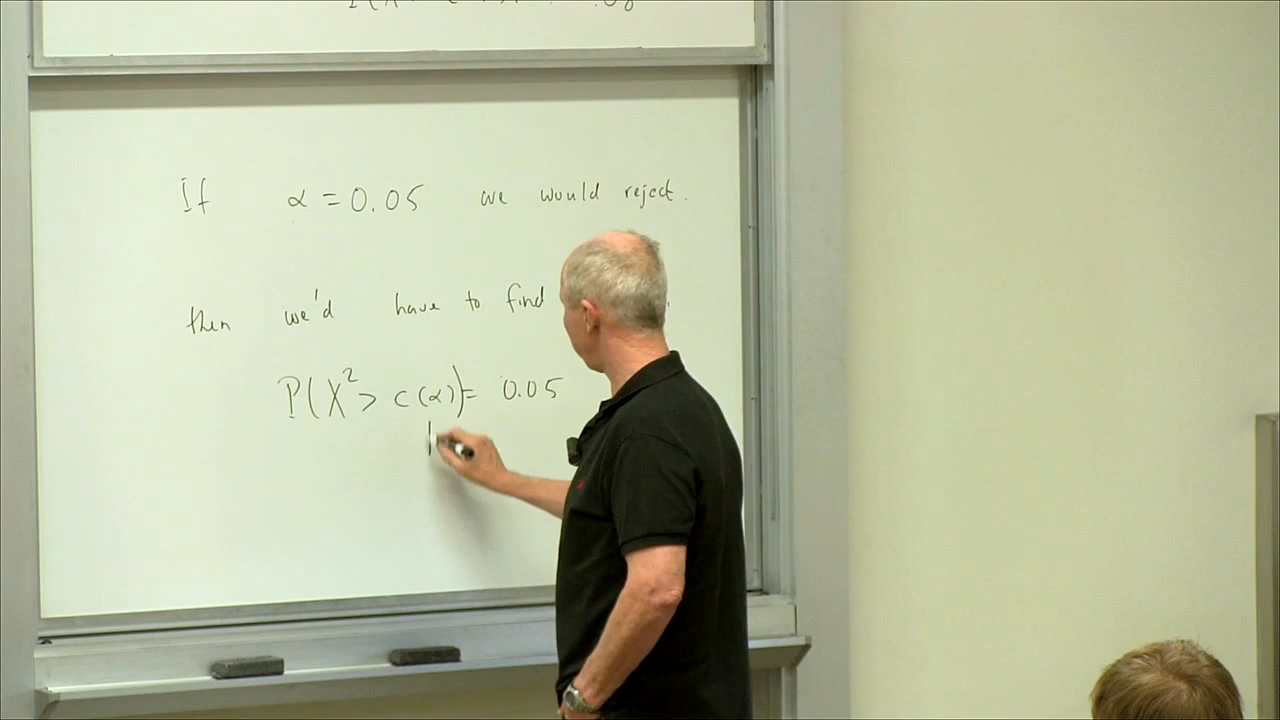 If α = 0.05 we would reject.
then we'd have to find
P(X² > c(α)) = 0.05